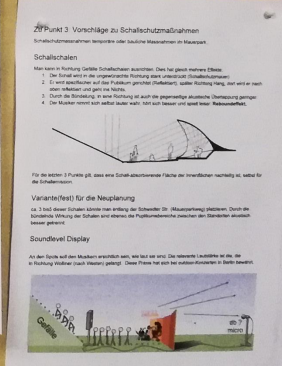 Zu Punkt 3: Vorschläge zu Schallschutzmaßnahmen
Schallschutzmassnahmen temporäre oder bauliche Massnahmen im Mauerpark.
Schallschalen
Man kann in Richtung Gefälle Schallschalen ausrichten. Dies hat gleich mehrere Effekte:
1. Der Schall wird in die ungewünschte Richtung stark unterdrückt (Schallschutzmauer)
2. Er wird spezifischer auf das Publikum gerichtet (Reflektiert), später Richtung Hang, dort wird er nach
oben reflektiert und geht ins Nichts.
3. Durch die Bündelung, in eine Richtung ist auch die gegenseitige akustische Überlappung geringer.
4. Der Musiker nimmt sich selbst lauter wahr, hört sich besser und spielt leiser: Reboundeffekt.
Für die letzten 3 Punkte gilt, dass eine Schall-absorbierende Fläche der Innenflächen nachteilig ist, selbst für
die Schallemission.
Variante(fest) für die Neuplanung
ca. 3 bis dieser Schalen könnte man entlang der Schwedter Str. (Mauerparkweg) platzieren. Durch die
bündelnde Wirkung der Schalen sind ebenso die Puplikumsbereiche zwischen den Standorten akustisch
besser getrennt
Soundlevel Display
An den Spots soll den Musikern ersichtlich sein, wie laut sie sind. Die relevante Lautstärke ist die, die
in Richtung Wolliner (nach Westen) gelangt. Diese Praxis hat sich bei outdoor-Konzerten in Berlin bewährt.
Gefälle
db ?
micro